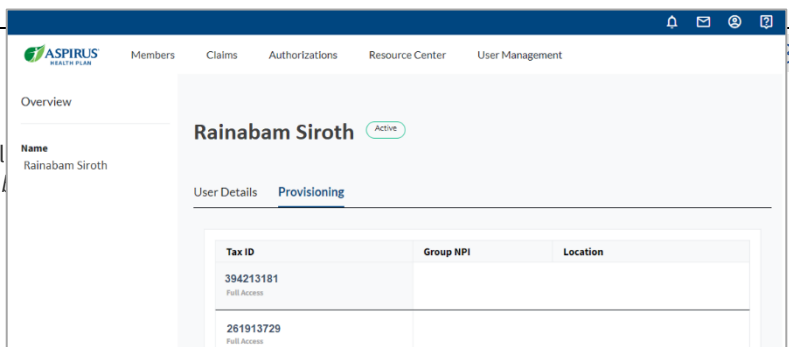 ASPIRUS
HEALTH PLAN
Members Claims Authorizations Resource Center User Management
Overview
Rainabam Siroth Active
Name
Rainabam Siroth
User Details Provisioning
Tax ID Group NPI Location
394213181
Full Access
261913729
Full Access